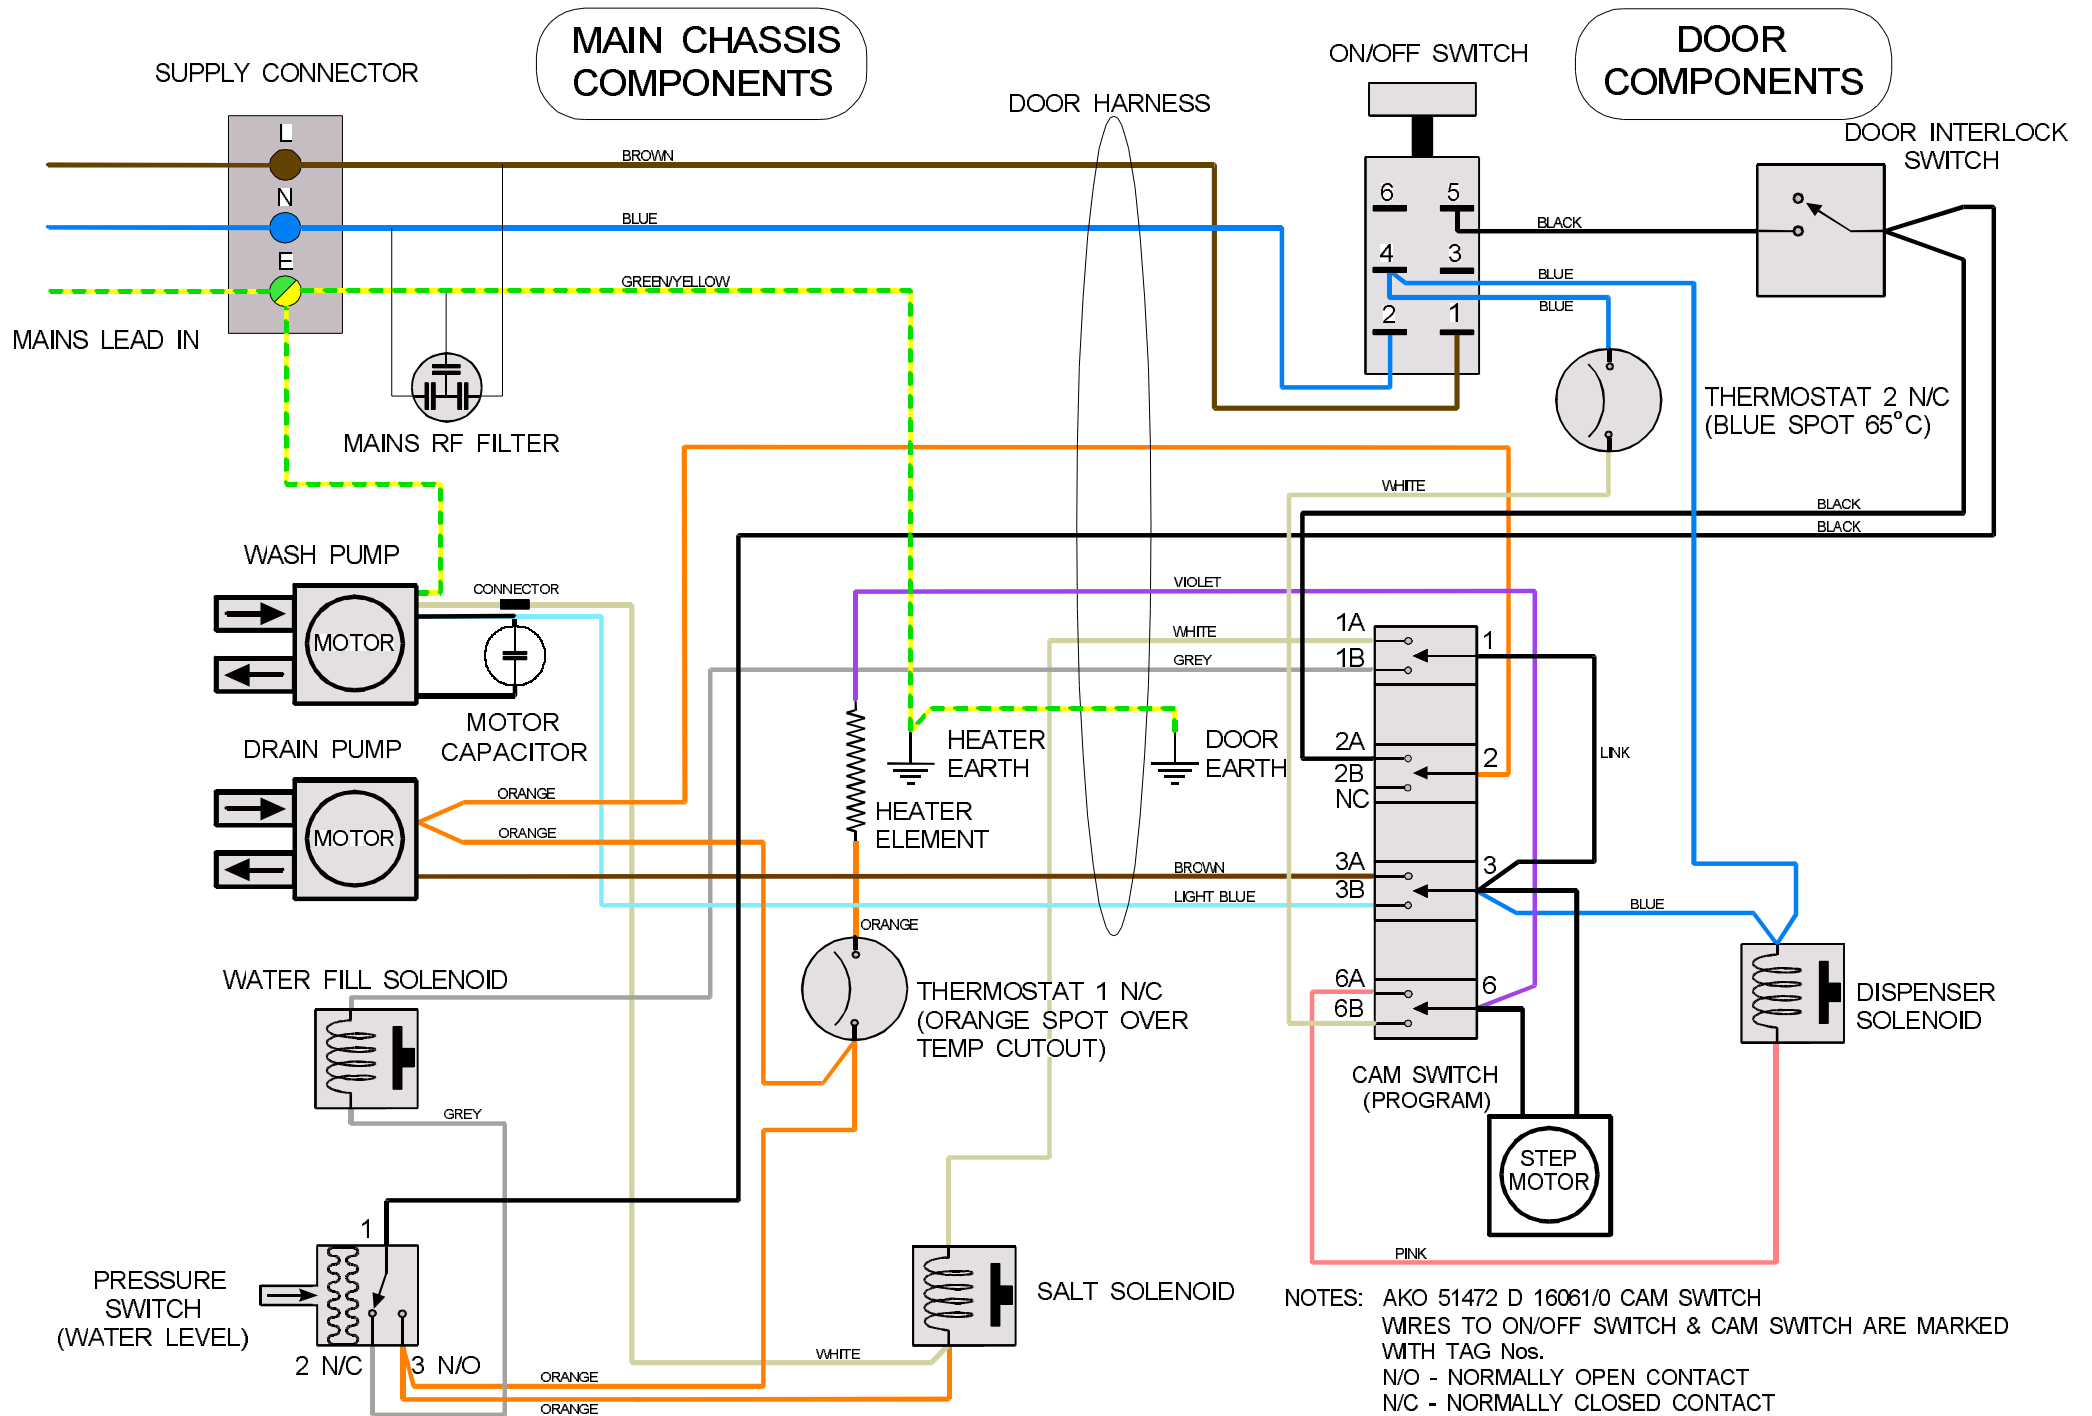 MAIN CHASSIS
COMPONENTS
DOOR
COMPONENTS
SUPPLY CONNECTOR
ON/OFF SWITCH
DOOR HARNESS
DOOR INTERLOCK
SWITCH
L
N
E
BROWN
BLUE
GREEN/YELLOW
MAINS LEAD IN
MAINS RF FILTER
6
5
4
3
2
1
BLACK
BLUE
BLUE
THERMOSTAT 2 N/C
(BLUE SPOT 65°C)
WHITE
BLACK
BLACK
WASH PUMP
CONNECTOR
MOTOR
MOTOR
CAPACITOR
VIOLET
WHITE
GREY
1A
1B
1
2A
2B
NC
2
3A
3B
3
6A
6B
6
LINK
DRAIN PUMP
MOTOR
ORANGE
ORANGE
HEATER
EARTH
DOOR
EARTH
HEATER
ELEMENT
BROWN
LIGHT BLUE
ORANGE
BLUE
WATER FILL SOLENOID
THERMOSTAT 1 N/C
(ORANGE SPOT OVER
TEMP CUTOUT)
DISPENSER
SOLENOID
CAM SWITCH
(PROGRAM)
GREY
STEP
MOTOR
PINK
1
PRESSURE
SWITCH
(WATER LEVEL)
2 N/C
3 N/O
SALT SOLENOID
WHITE
ORANGE
ORANGE
NOTES: AKO 51472 D 16061/0 CAM SWITCH
WIRES TO ON/OFF SWITCH & CAM SWITCH ARE MARKED
WITH TAG Nos.
N/O - NORMALLY OPEN CONTACT
N/C - NORMALLY CLOSED CONTACT